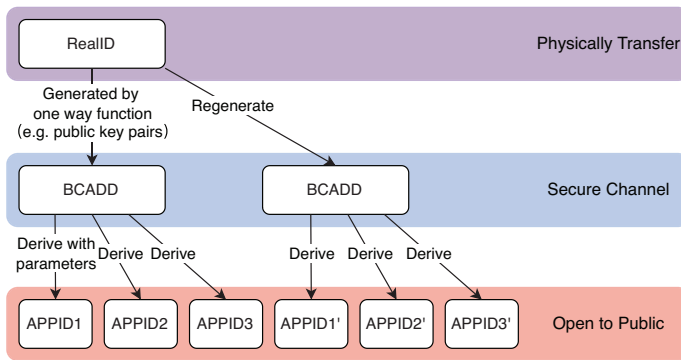 RealID
Physically Transfer
Generated by
one way function
(e.g. public key pairs)
Regenerate
BCADD
BCADD
Secure Channel
Derive with
parameters
Derive
Derive
Derive
Derive
Derive
APPID1
APPID2
APPID3
APPID1'
APPID2'
APPID3'
Open to Public